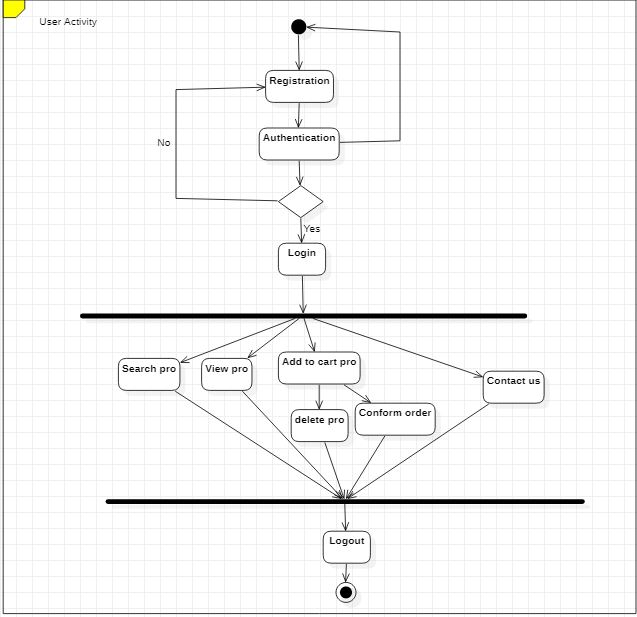 User Activity
Registration
Authentication
No
Yes
Login
Search pro
View pro
Add to cart pro
Contact us
delete pro
Conform order
Logout